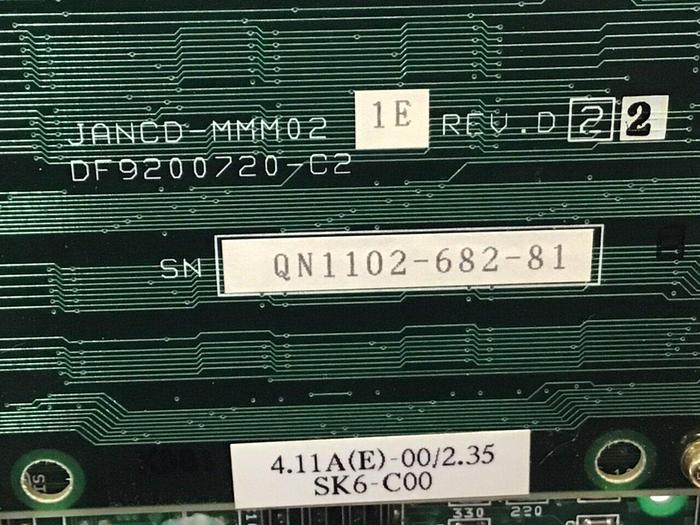 JANCD-MMM02 1E REV.D 2 2
DF9200720-C2
SN QN1102-682-81
4.11A(E)-00/2.35
SK6-C00
330 220